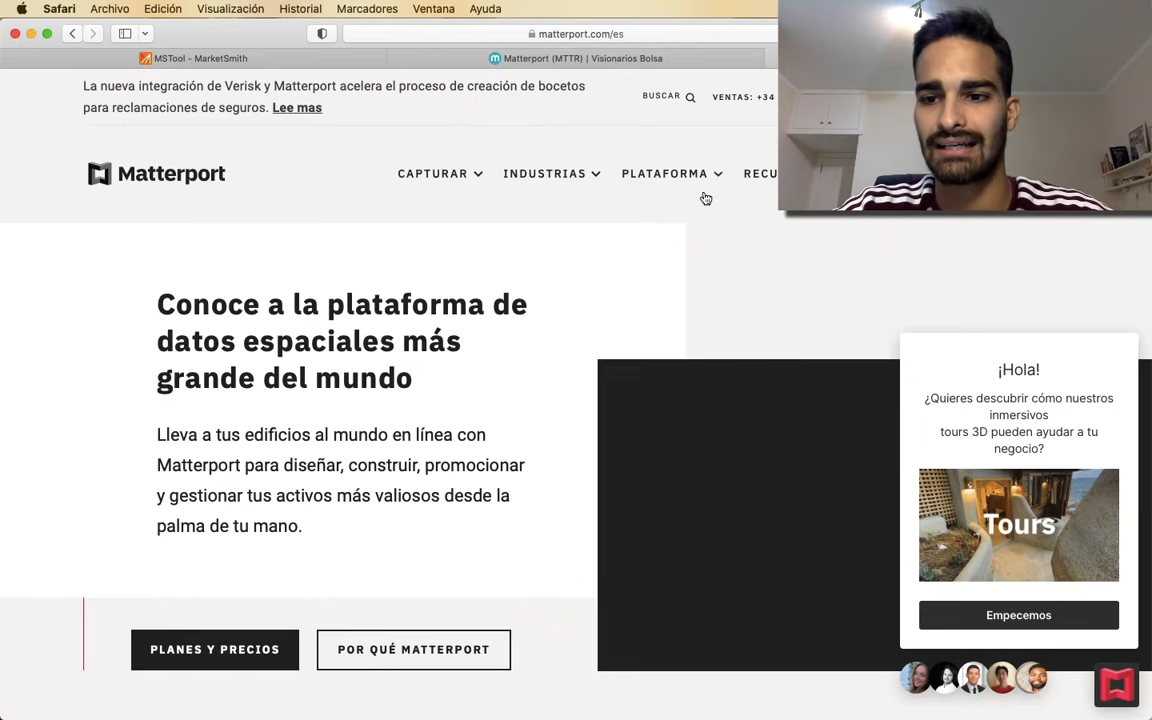 Safari Archivo Edición Visualización Historial Marcadores Ventana Ayuda
matterport.com/es
MSTool - MarketSmith
Matterport (MTTR) | Visionarios Bolsa
La nueva integración de Verisk y Matterport acelera el proceso de creación de bocetos
para reclamaciones de seguros. Lee mas
BUSCAR
VENTAS: +34
Matterport
CAPTURAR INDUSTRIAS PLATAFORMA RECU
Conoce a la plataforma de
datos espaciales más
grande del mundo
Lleva a tus edificios al mundo en línea con
Matterport para diseñar, construir, promocionar
y gestionar tus activos más valiosos desde la
palma de tu mano.
PLANES Y PRECIOS
POR QUÉ MATTERPORT
¡Hola!
¿Quieres descubrir cómo nuestros
inmersivos
tours 3D pueden ayudar a tu
negocio?
Tours
Empecemos